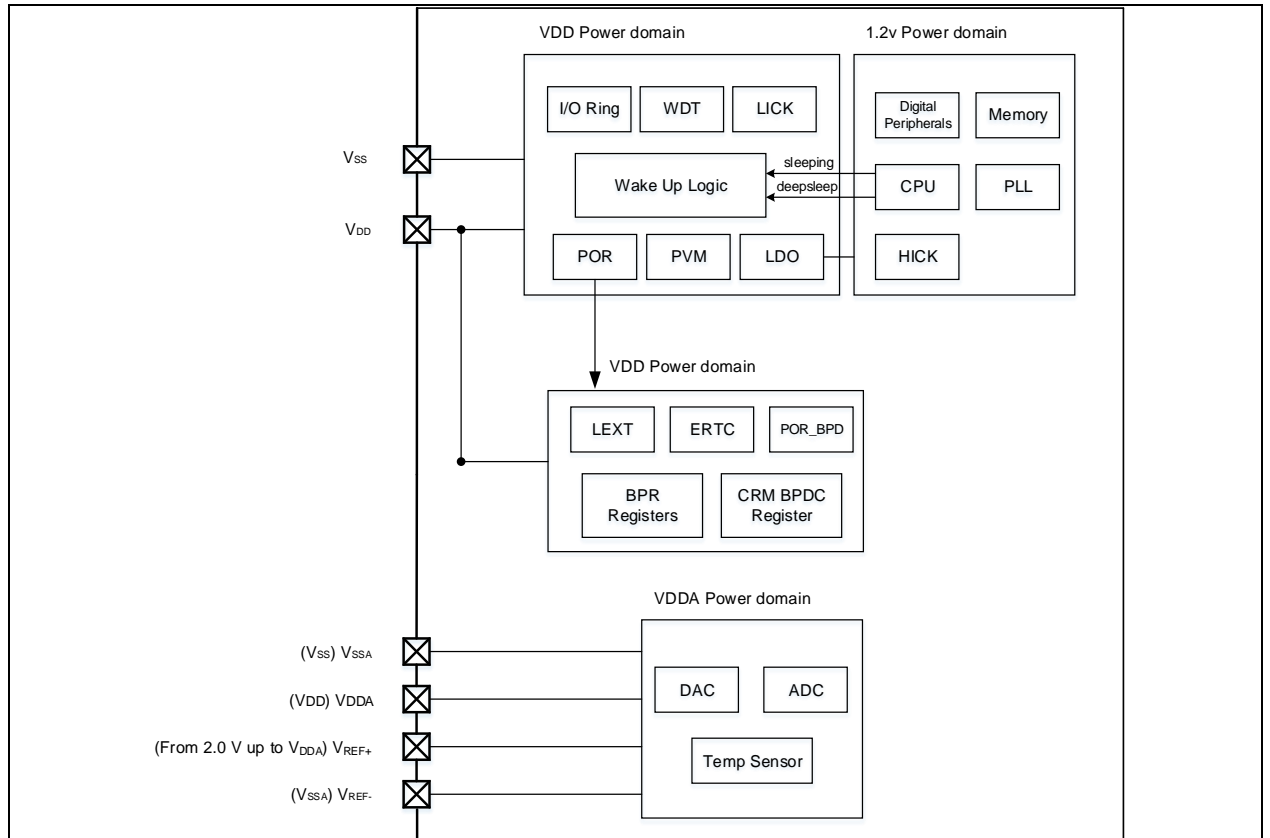 VDD Power domain
1.2v Power domain
I/O Ring
WDT
LICK
Digital
Peripherals
Memory
VSS
sleeping
Wake Up Logic
CPU
PLL
deepsleep
VDD
POR
PVM
LDO
HICK
VDD Power domain
LEXT
ERTC
POR_BPD
BPR
Registers
CRM BPDC
Register
VDDA Power domain
(VSS) VSSA
(VDD) VDDA
DAC
ADC
(From 2.0 V up to VDDA) VREF+
Temp Sensor
(VSSA) VREF-